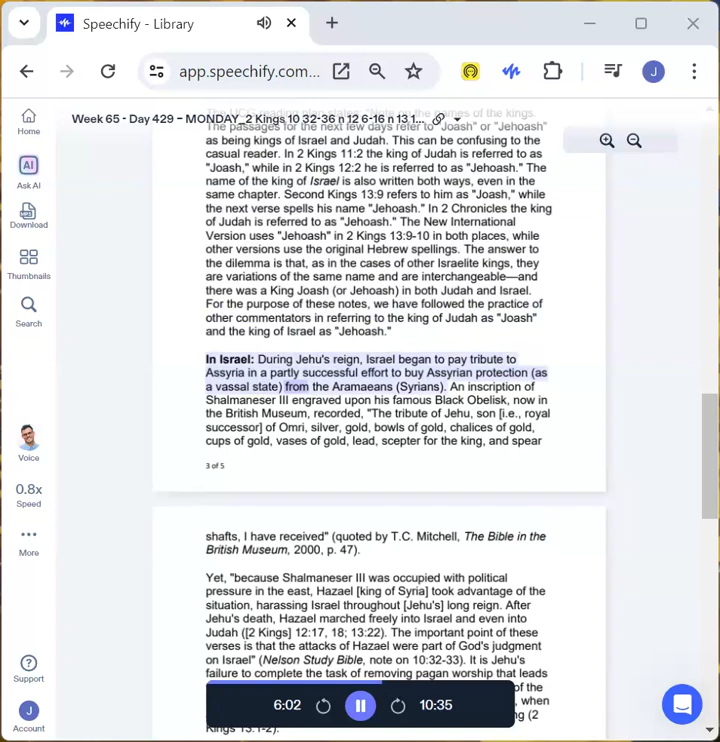 Speechify - Library
app.speechify.com...
J
Week 65 - Day 429 – MONDAY_2 Kings 10 32-36 n 12 6-16 n 13 1...
Home
AI
Ask AI
Download
Thumbnails
Search
Voice
0.8x
Speed
More
Support
J
Account
The passages for the next few days refer to "Joash" or "Jehoash"
as being kings of Israel and Judah. This can be confusing to the
casual reader. In 2 Kings 11:2 the king of Judah is referred to as
"Joash," while in 2 Kings 12:2 he is referred to as "Jehoash." The
name of the king of Israel is also written both ways, even in the
same chapter. Second Kings 13:9 refers to him as "Joash," while
the next verse spells his name "Jehoash." In 2 Chronicles the king
of Judah is referred to as "Jehoash." The New International
Version uses "Jehoash" in 2 Kings 13:9-10 in both places, while
other versions use the original Hebrew spellings. The answer to
the dilemma is that, as in the cases of other Israelite kings, they
are variations of the same name and are interchangeable—and
there was a King Joash (or Jehoash) in both Judah and Israel.
For the purpose of these notes, we have followed the practice of
other commentators in referring to the king of Judah as "Joash"
and the king of Israel as "Jehoash."
In Israel: During Jehu's reign, Israel began to pay tribute to
Assyria in a partly successful effort to buy Assyrian protection (as
a vassal state) from the Aramaeans (Syrians). An inscription of
Shalmaneser III engraved upon his famous Black Obelisk, now in
the British Museum, recorded, "The tribute of Jehu, son [i.e., royal
successor] of Omri, silver, gold, bowls of gold, chalices of gold,
cups of gold, vases of gold, lead, scepter for the king, and spear
3 of 5
shafts, I have received" (quoted by T.C. Mitchell, The Bible in the
British Museum, 2000, p. 47).
Yet, "because Shalmaneser III was occupied with political
pressure in the east, Hazael [king of Syria] took advantage of the
situation, harassing Israel throughout [Jehu's] long reign. After
Jehu's death, Hazael marched freely into Israel and even into
Judah ([2 Kings] 12:17, 18; 13:22). The important point of these
verses is that the attacks of Hazael were part of God's judgment
on Israel" (Nelson Study Bible, note on 10:32-33). It is Jehu's
failure to complete the task of removing pagan worship that leads
of the
, when
ng (2
Kings 13:1-2).
6:02
10:35